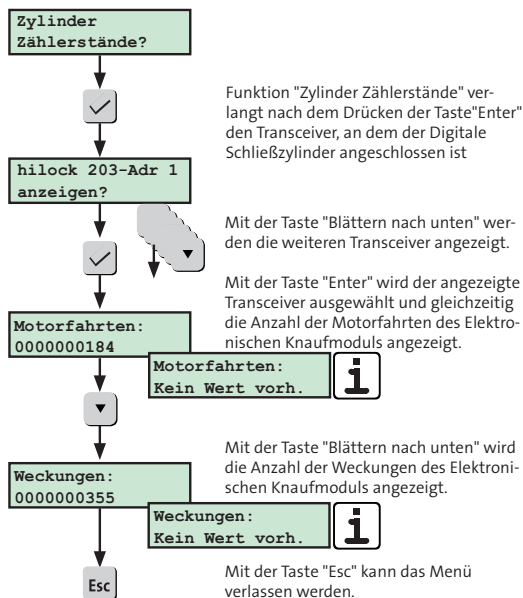 Zylinder
Zählerstände?
Funktion "Zylinder Zählerstände" ver-
langt nach dem Drücken der Taste"Enter"
den Transceiver, an dem der Digitale
Schließzylinder angeschlossen ist
hilock 203-Adr 1
anzeigen?
Mit der Taste "Blättern nach unten" wer-
den die weiteren Transceiver angezeigt.
Mit der Taste "Enter" wird der angezeigte
Transceiver ausgewählt und gleichzeitig
die Anzahl der Motorfahrten des Elektro-
nischen Knaufmoduls angezeigt.
Motorfahrten:
0000000184
Motorfahrten:
Kein Wert vorh.
i
Mit der Taste "Blättern nach unten" wird
die Anzahl der Weckungen des Elektroni-
schen Knaufmoduls angezeigt.
Weckungen:
0000000355
Weckungen:
Kein Wert vorh.
i
Esc
Mit der Taste "Esc" kann das Menü
verlassen werden.